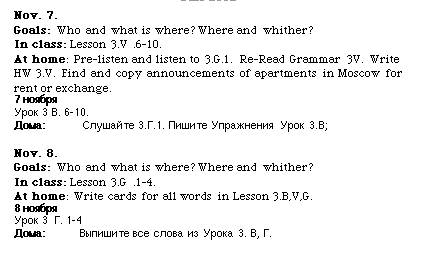 Nov. 7.
Goals: Who and what is where? Where and whither?
In class: Lesson 3.V .6-10.
At home: Pre-listen and listen to 3.G.1. Re-Read Grammar 3V. Write
HW 3.V. Find and copy announcements of apartments in Moscow for
rent or exchange.
7 ноября
Урок 3 В. 6-10.
Дома: Слушайте 3.Г.1. Пишите Упражнения Урок 3.В;
Nov. 8.
Goals: Who and what is where? Where and whither?
In class: Lesson 3.G .1-4.
At home: Write cards for all words in Lesson 3.B,V,G.
8 ноября
Урок 3 Г. 1-4
Дома: Выпишите все слова из Урока 3. В, Г.